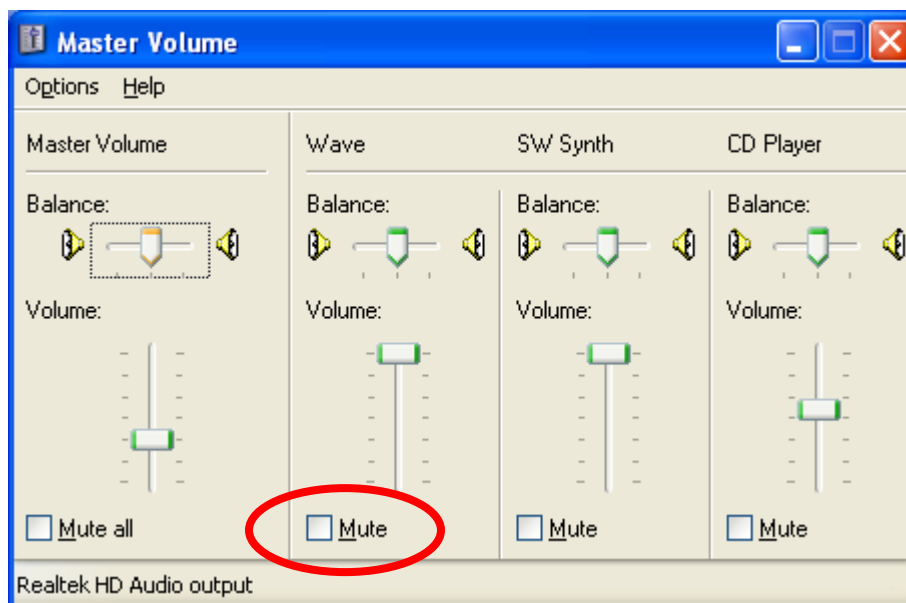 Master Volume
Options Help
Master Volume Wave SW Synth CD Player
Balance: Balance: Balance: Balance:
Volume: Volume: Volume: Volume:
Mute all Mute Mute Mute
Realtek HD Audio output